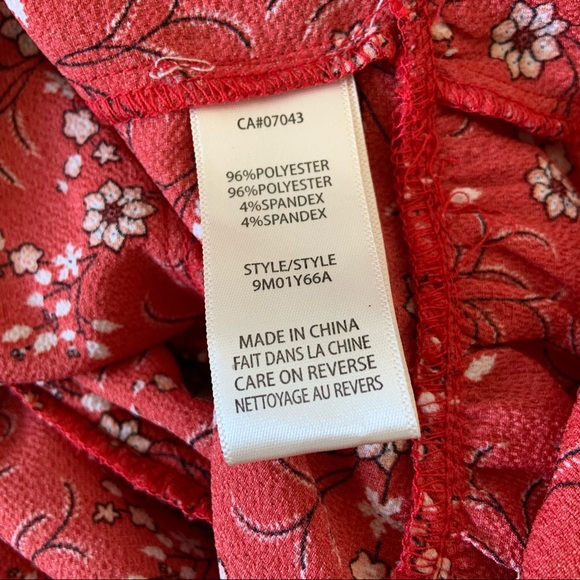 CA#07043
96%POLYESTER
96%POLYESTER
4%SPANDEX
4%SPANDEX
STYLE/STYLE
9M01Y66A
MADE IN CHINA
FAIT DANS LA CHINE
CARE ON REVERSE
NETTOYAGE AU REVERS